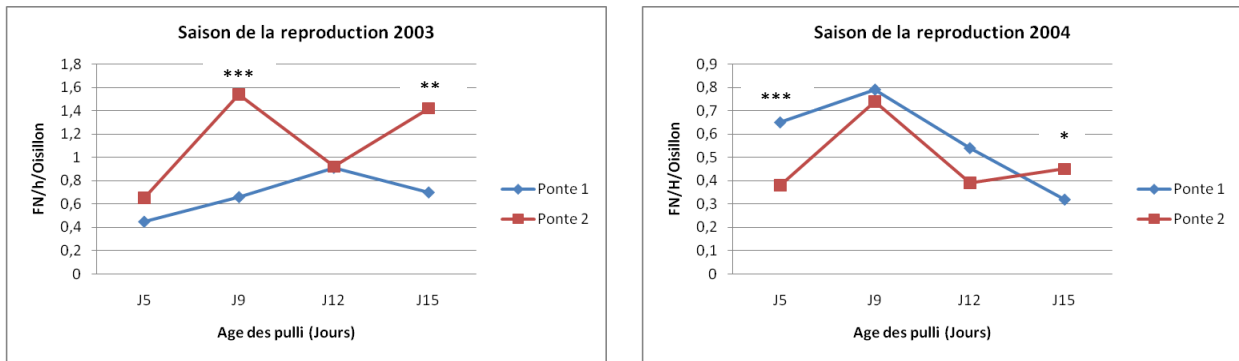 Saison de la reproduction 2003
FN/h/Oisillon
1,8
1,6
1,4
1,2
1
0,8
0,6
0,4
0,2
0
***
**
J5 J9 J12 J15
Age des pulli (Jours)
Ponte 1
Ponte 2
Saison de la reproduction 2004
FN/H/Oisillon
0,9
0,8
0,7
0,6
0,5
0,4
0,3
0,2
0,1
0
***
*
J5 J9 J12 J15
Age des pulli (Jours)
Ponte 1
Ponte 2